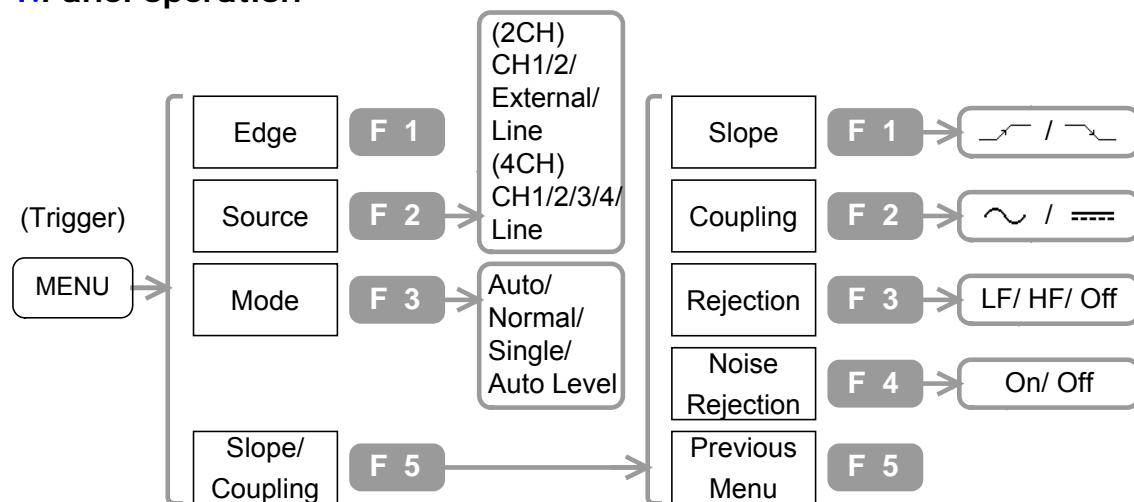 Panel operation
(Trigger)
MENU
Edge
F 1
Source
F 2
(2CH)
CH1/2/
External/
Line
(4CH)
CH1/2/3/4/
Line
Mode
F 3
Auto/
Normal/
Single/
Auto Level
Slope/
Coupling
F 5
Slope
F 1
/
Coupling
F 2
/
Rejection
F 3
LF/ HF/ Off
Noise
Rejection
F 4
On/ Off
Previous
Menu
F 5